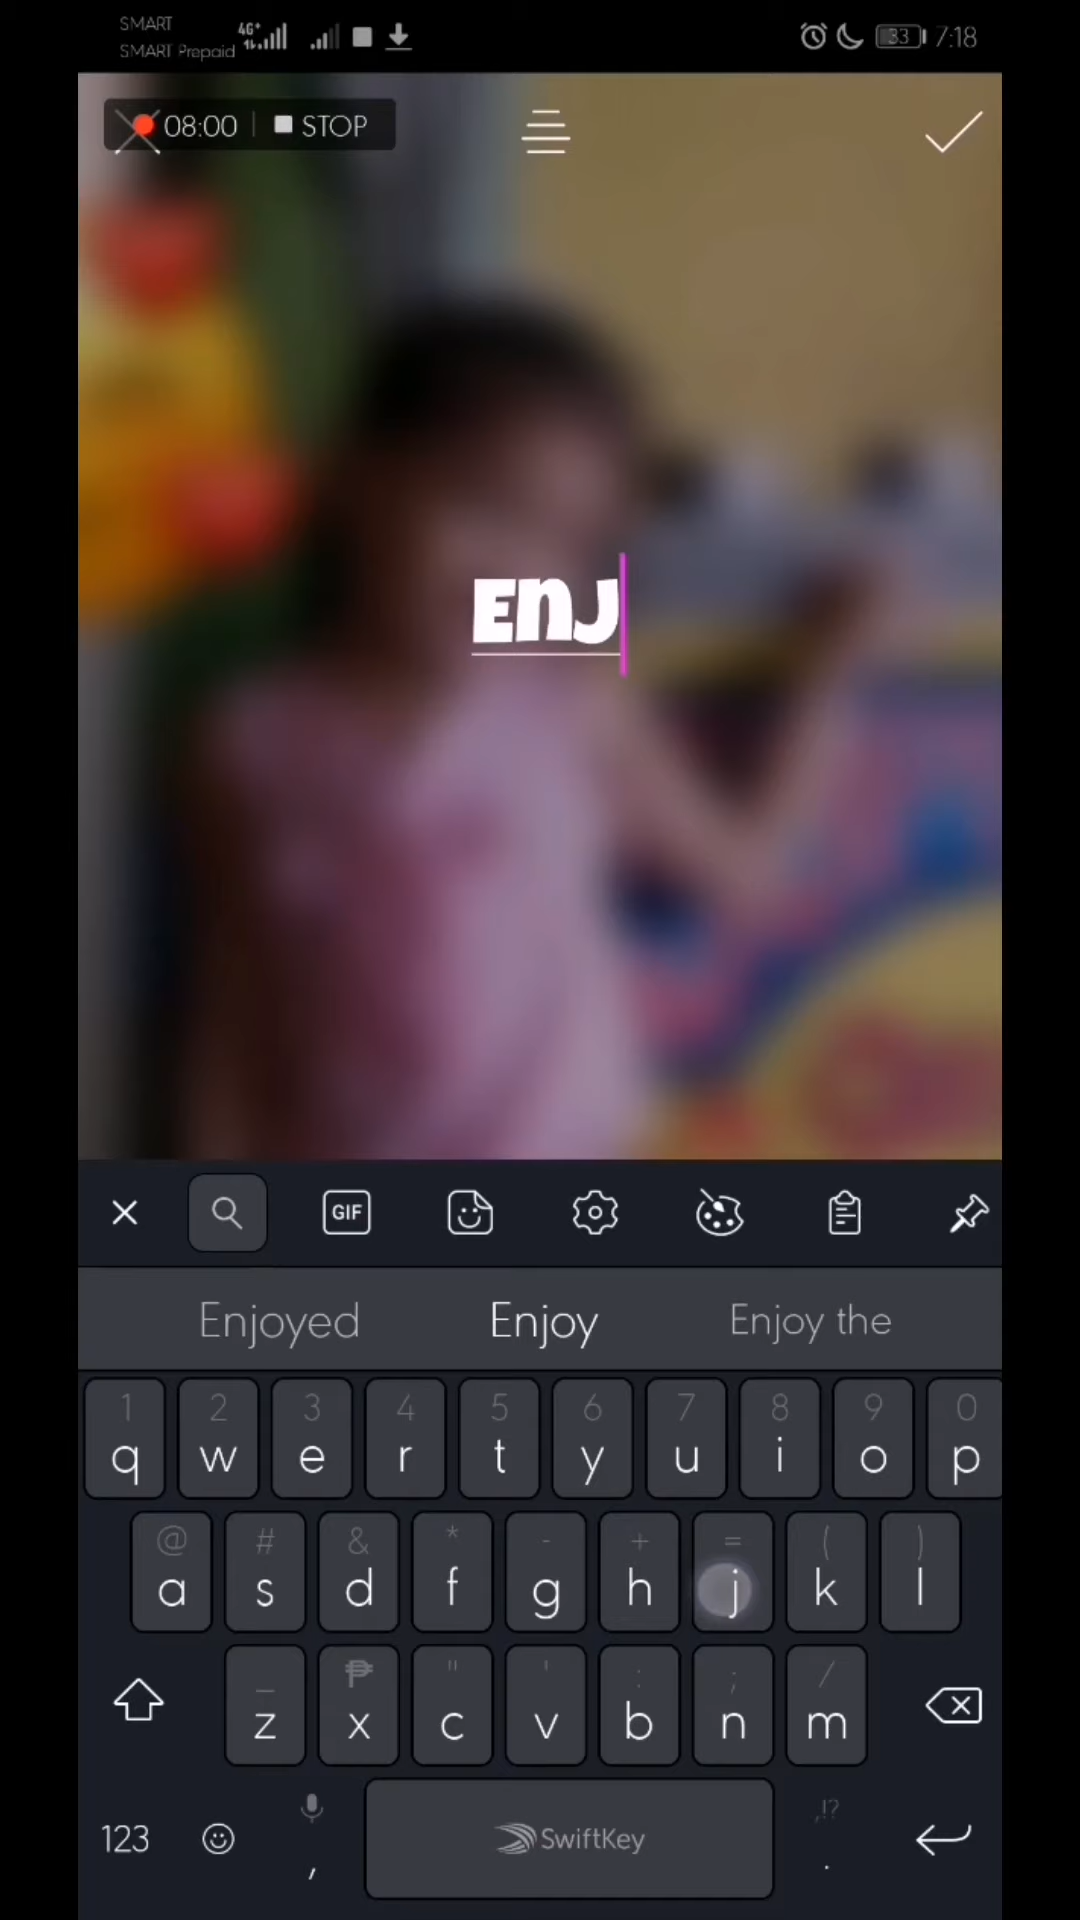 SMART
SMART Prepaid 4G+ 33 7:18
08:00 STOP
EnJ
GIF
Enjoyed Enjoy Enjoy the
1 2 3 4 5 6 7 8 9 0
q w e r t y u i o p
@ # & * - + = ( )
a s d f g h j k l
_ ₱ " ' : ; /
z x c v b n m
,!?
123 , SwiftKey .